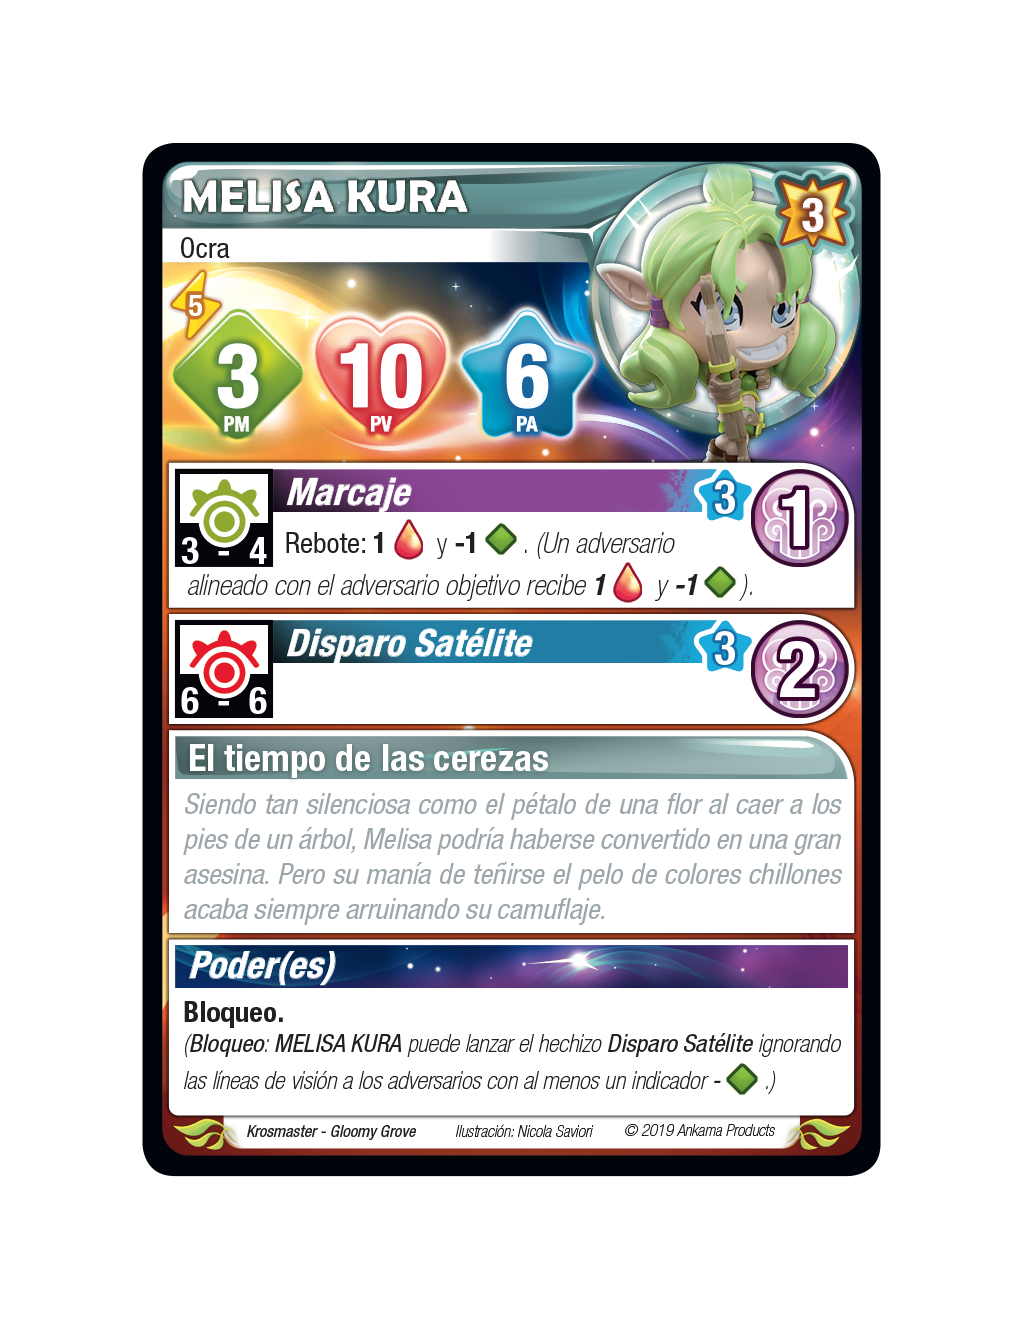 MELISA KURA
3
Ocra
5
3
PM
10
PV
6
PA
Marcaje
3
1
3 - 4
Rebote: 1 y -1 . (Un adversario
alineado con el adversario objetivo recibe 1 y -1 ).
Disparo Satélite
3
2
6 - 6
El tiempo de las cerezas
Siendo tan silenciosa como el pétalo de una flor al caer a los
pies de un árbol, Melisa podría haberse convertido en una gran
asesina. Pero su manía de teñirse el pelo de colores chillones
acaba siempre arruinando su camuflaje.
Poder(es)
Bloqueo.
(Bloqueo: MELISA KURA puede lanzar el hechizo Disparo Satélite ignorando
las líneas de visión a los adversarios con al menos un indicador - .)
Krosmaster - Gloomy Grove Ilustración: Nicola Saviori © 2019 Ankama Products